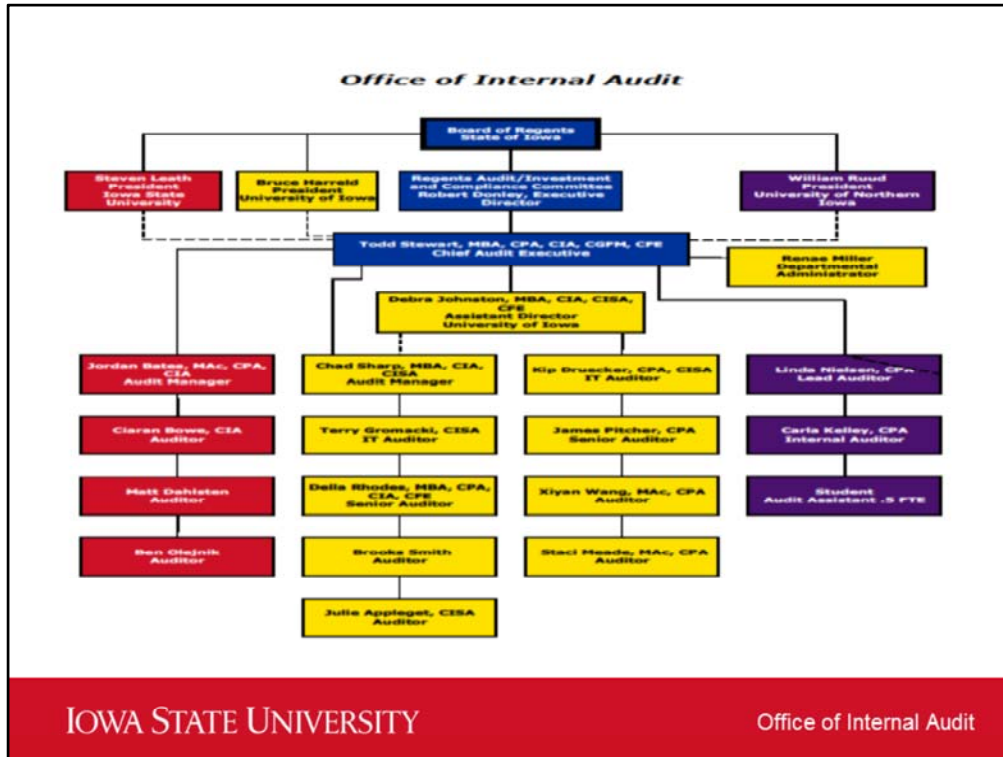 Office of Internal Audit
Board of Regents
State of Iowa
Steven Leath
President
Iowa State
University
Bruce Harreld
President
University of Iowa
Regents Audit/Investment
and Compliance Committee
Robert Donley, Executive
Director
William Ruud
President
University of Northern
Iowa
Todd Stewart, MBA, CPA, CIA, CGFM, CFE
Chief Audit Executive
Renae Miller
Departmental
Administrator
Debra Johnston, MBA, CIA, CISA,
CFE
Assistant Director
University of Iowa
Jordan Bates, MAc, CPA,
CIA
Audit Manager
Chad Sharp, MBA, CIA,
CISA
Audit Manager
Kip Druecker, CPA, CISA
IT Auditor
Linda Nielsen, CPA
Lead Auditor
Ciaran Bowe, CIA
Auditor
Terry Gromacki, CISA
IT Auditor
James Pitcher, CPA
Senior Auditor
Carla Kelley, CPA
Internal Auditor
Matt Dahlsten
Auditor
Delia Rhodes, MBA, CPA,
CIA, CFE
Senior Auditor
Xiyan Wang, MAc, CPA
Auditor
Student
Audit Assistant .5 FTE
Ben Olejnik
Auditor
Brooke Smith
Auditor
Staci Meade, MAc, CPA
Auditor
Julie Appleget, CISA
Auditor
IOWA STATE UNIVERSITY
Office of Internal Audit